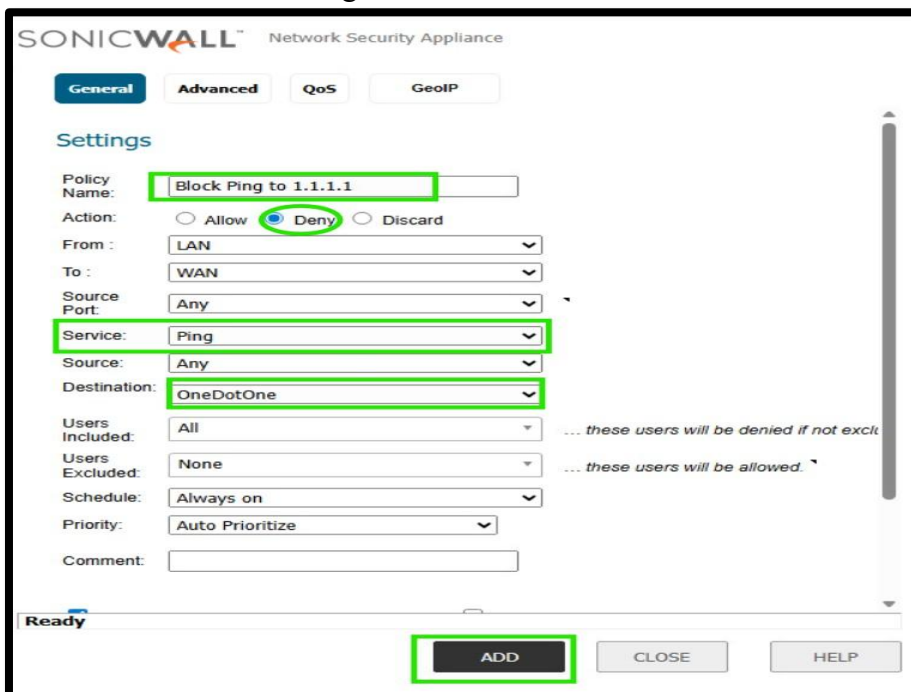 SONICWALL Network Security Appliance
General Advanced QoS GeoIP
Settings
Policy Name: Block Ping to 1.1.1.1
Action: Allow Deny Discard
From : LAN
To : WAN
Source Port: Any
Service: Ping
Source: Any
Destination: OneDotOne
Users Included: All ... these users will be denied if not exclu
Users Excluded: None ... these users will be allowed.
Schedule: Always on
Priority: Auto Prioritize
Comment:
Ready
ADD CLOSE HELP